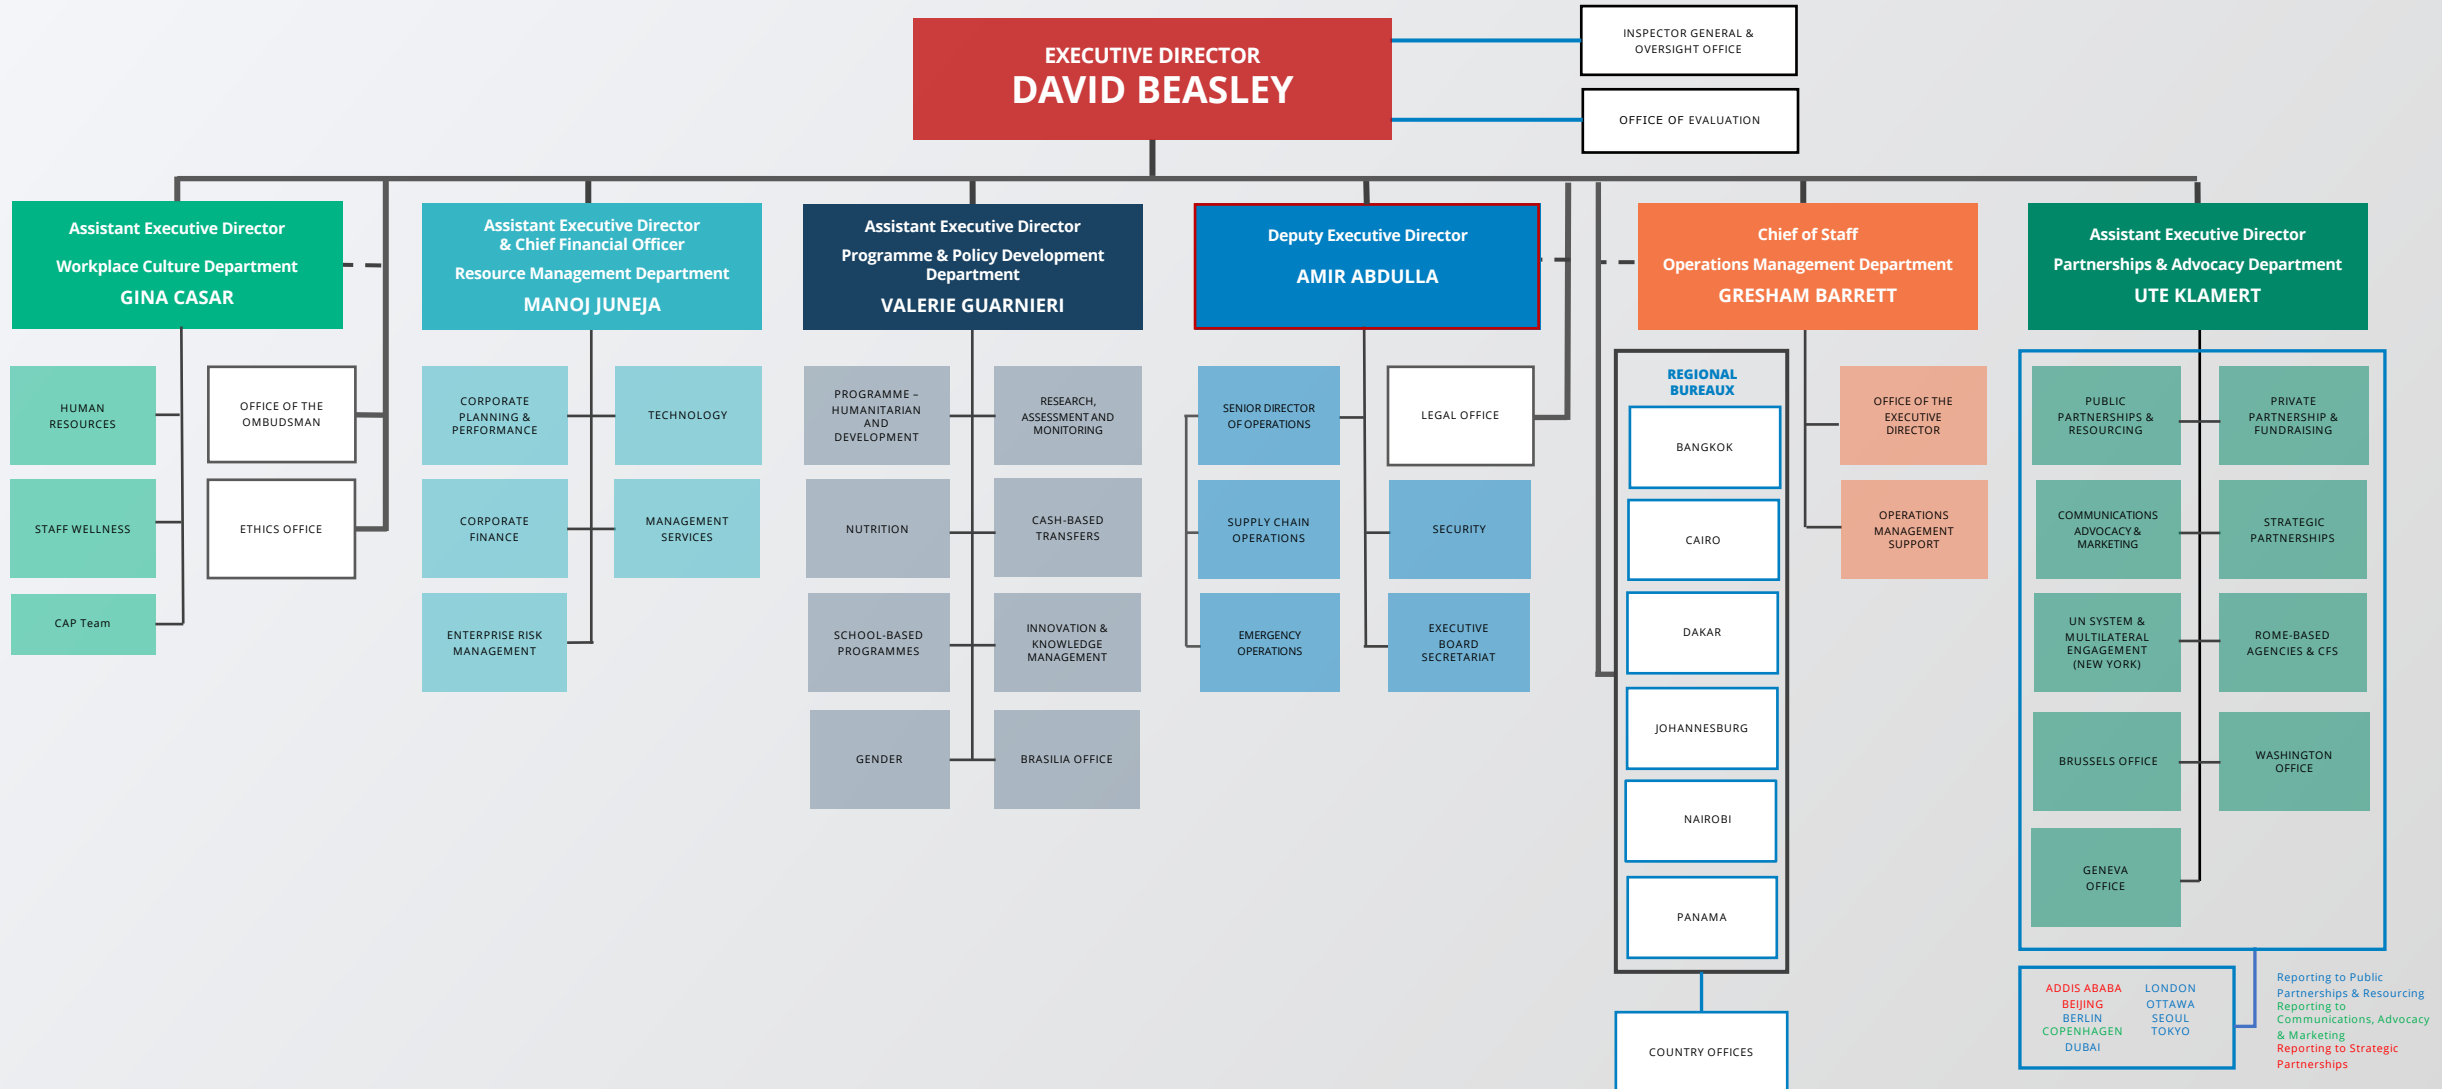 EXECUTIVE DIRECTOR
DAVID BEASLEY
INSPECTOR GENERAL &
OVERSIGHT OFFICE
OFFICE OF EVALUATION
Assistant Executive Director
Workplace Culture Department
GINA CASAR
Assistant Executive Director
& Chief Financial Officer
Resource Management Department
MANOJ JUNEJA
Assistant Executive Director
Programme & Policy Development
Department
VALERIE GUARNIERI
Deputy Executive Director
AMIR ABDULLA
Chief of Staff
Operations Management Department
GRESHAM BARRETT
Assistant Executive Director
Partnerships & Advocacy Department
UTE KLAMERT
HUMAN
RESOURCES
OFFICE OF THE
OMBUDSMAN
STAFF WELLNESS
ETHICS OFFICE
CAP Team
CORPORATE
PLANNING &
PERFORMANCE
TECHNOLOGY
CORPORATE
FINANCE
MANAGEMENT
SERVICES
ENTERPRISE RISK
MANAGEMENT
PROGRAMME –
HUMANITARIAN
AND
DEVELOPMENT
RESEARCH,
ASSESSMENT AND
MONITORING
NUTRITION
CASH-BASED
TRANSFERS
SCHOOL-BASED
PROGRAMMES
INNOVATION &
KNOWLEDGE
MANAGEMENT
GENDER
BRASILIA OFFICE
SENIOR DIRECTOR
OF OPERATIONS
LEGAL OFFICE
SUPPLY CHAIN
OPERATIONS
SECURITY
EMERGENCY
OPERATIONS
EXECUTIVE
BOARD
SECRETARIAT
REGIONAL
BUREAUX
BANGKOK
CAIRO
DAKAR
JOHANNESBURG
NAIROBI
PANAMA
COUNTRY OFFICES
OFFICE OF THE
EXECUTIVE
DIRECTOR
OPERATIONS
MANAGEMENT
SUPPORT
PUBLIC
PARTNERSHIPS &
RESOURCING
PRIVATE
PARTNERSHIP &
FUNDRAISING
COMMUNICATIONS
ADVOCACY &
MARKETING
STRATEGIC
PARTNERSHIPS
UN SYSTEM &
MULTILATERAL
ENGAGEMENT
(NEW YORK)
ROME-BASED
AGENCIES & CFS
BRUSSELS OFFICE
WASHINGTON
OFFICE
GENEVA
OFFICE
ADDIS ABABA
BEIJING
BERLIN
COPENHAGEN
DUBAI
LONDON
OTTAWA
SEOUL
TOKYO
Reporting to Public
Partnerships & Resourcing
Reporting to
Communications, Advocacy
& Marketing
Reporting to Strategic
Partnerships